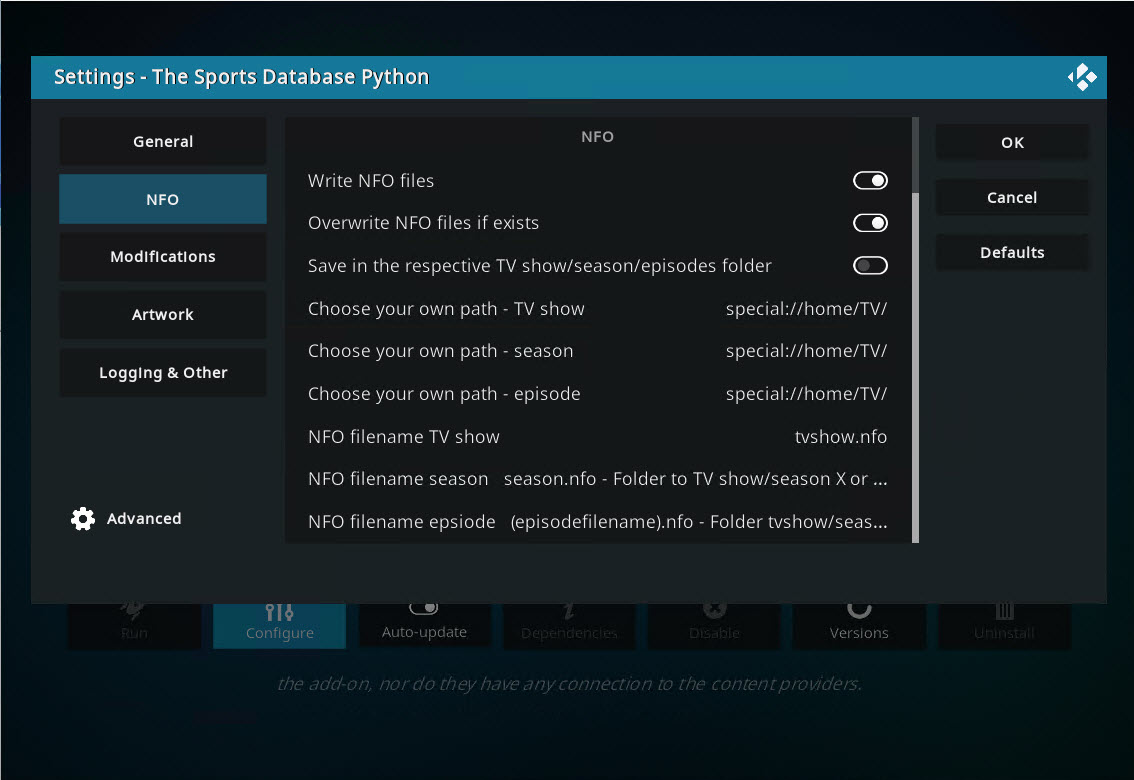 Settings - The Sports Database Python
General
NFO
Modifications
Artwork
Logging & Other
Advanced
NFO
Write NFO files
Overwrite NFO files if exists
Save in the respective TV show/season/episodes folder
Choose your own path - TV show special://home/TV/
Choose your own path - season special://home/TV/
Choose your own path - episode special://home/TV/
NFO filename TV show tvshow.nfo
NFO filename season season.nfo - Folder to TV show/season X or ...
NFO filename epsiode (episodefilename).nfo - Folder tvshow/seas...
OK
Cancel
Defaults
Run Configure Auto-update Dependencies Disable Versions Uninstall
the add-on, nor do they have any connection to the content providers.